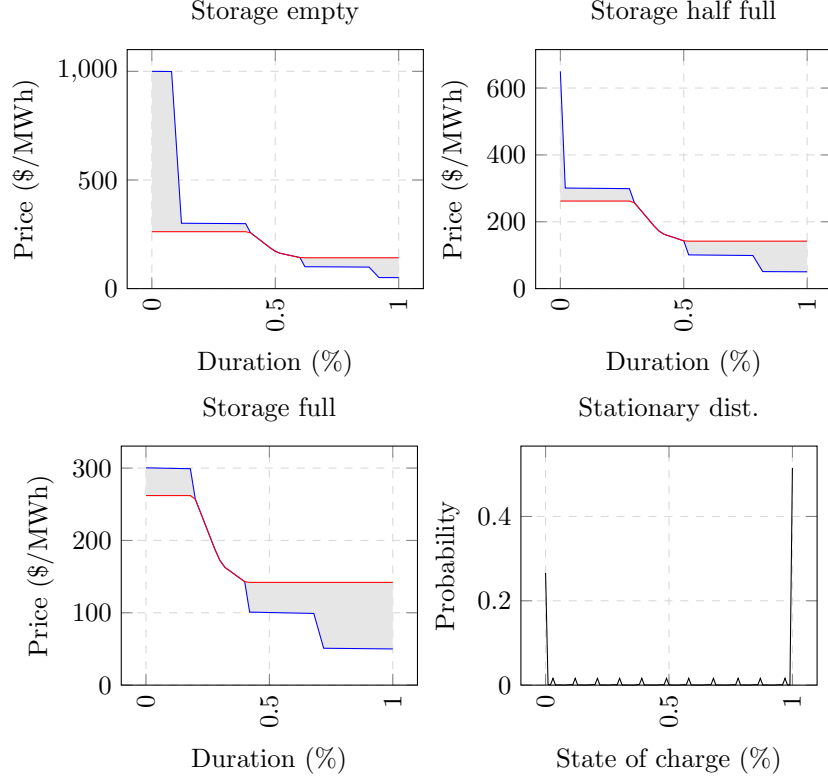 Storage empty
Price ($/MWh)
1,000
500
0
0
0.5
1
Duration (%)
Storage half full
Price ($/MWh)
600
400
200
0
0
0.5
1
Duration (%)
Storage full
Price ($/MWh)
300
200
100
0
0
0.5
1
Duration (%)
Stationary dist.
Probability
0.4
0.2
0
0
0.5
1
State of charge (%)